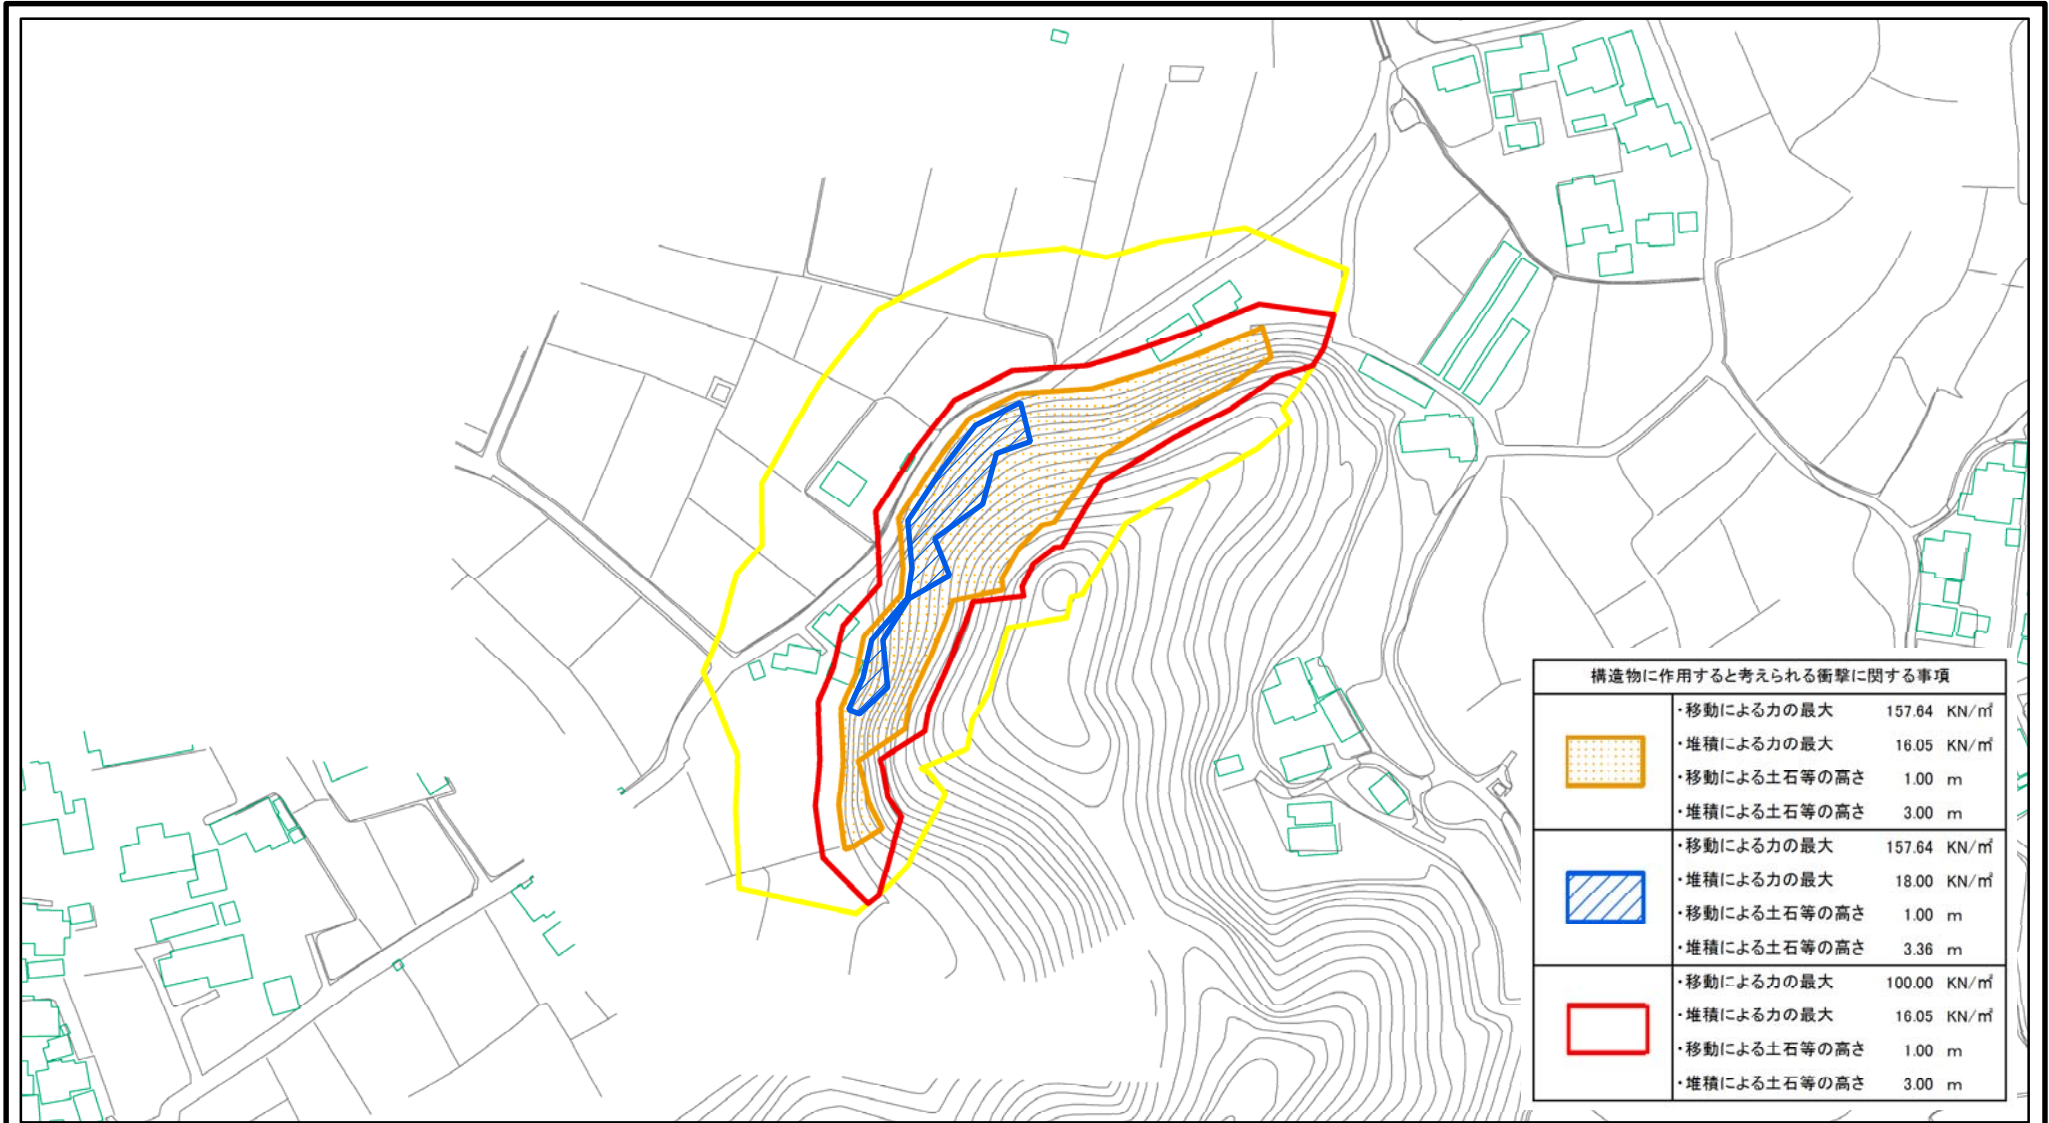 構造物に作用すると考えられる衝撃に関する事項
・移動による力の最大 157.64 KN/㎡
・堆積による力の最大 16.05 KN/㎡
・移動による土石等の高さ 1.00 m
・堆積による土石等の高さ 3.00 m
・移動による力の最大 157.64 KN/㎡
・堆積による力の最大 18.00 KN/㎡
・移動による土石等の高さ 1.00 m
・堆積による土石等の高さ 3.36 m
・移動による力の最大 100.00 KN/㎡
・堆積による力の最大 16.05 KN/㎡
・移動による土石等の高さ 1.00 m
・堆積による土石等の高さ 3.00 m